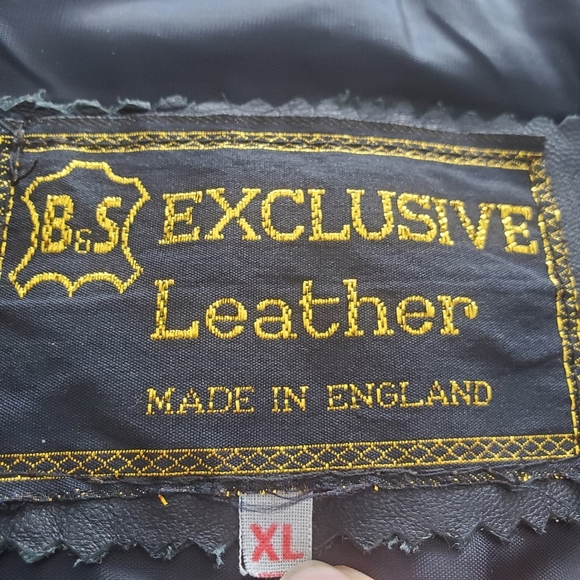 B&S EXCLUSIVE
Leather
MADE IN ENGLAND
XL